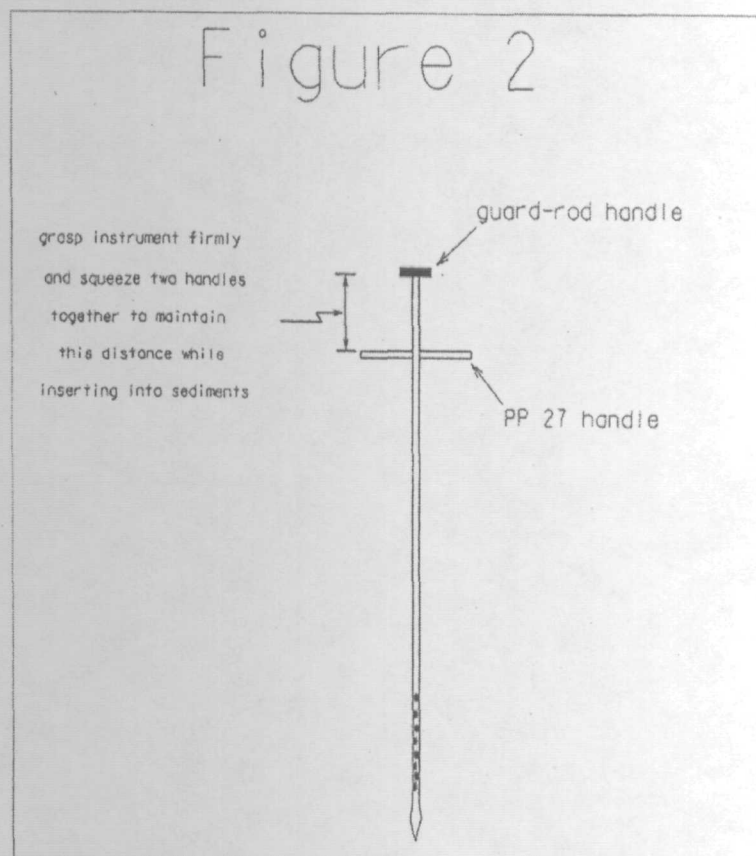 Figure 2
guard-rod handle
grasp instrument firmly
and squeeze two handles
together to maintain
this distance while
inserting into sediments
PP 27 handle